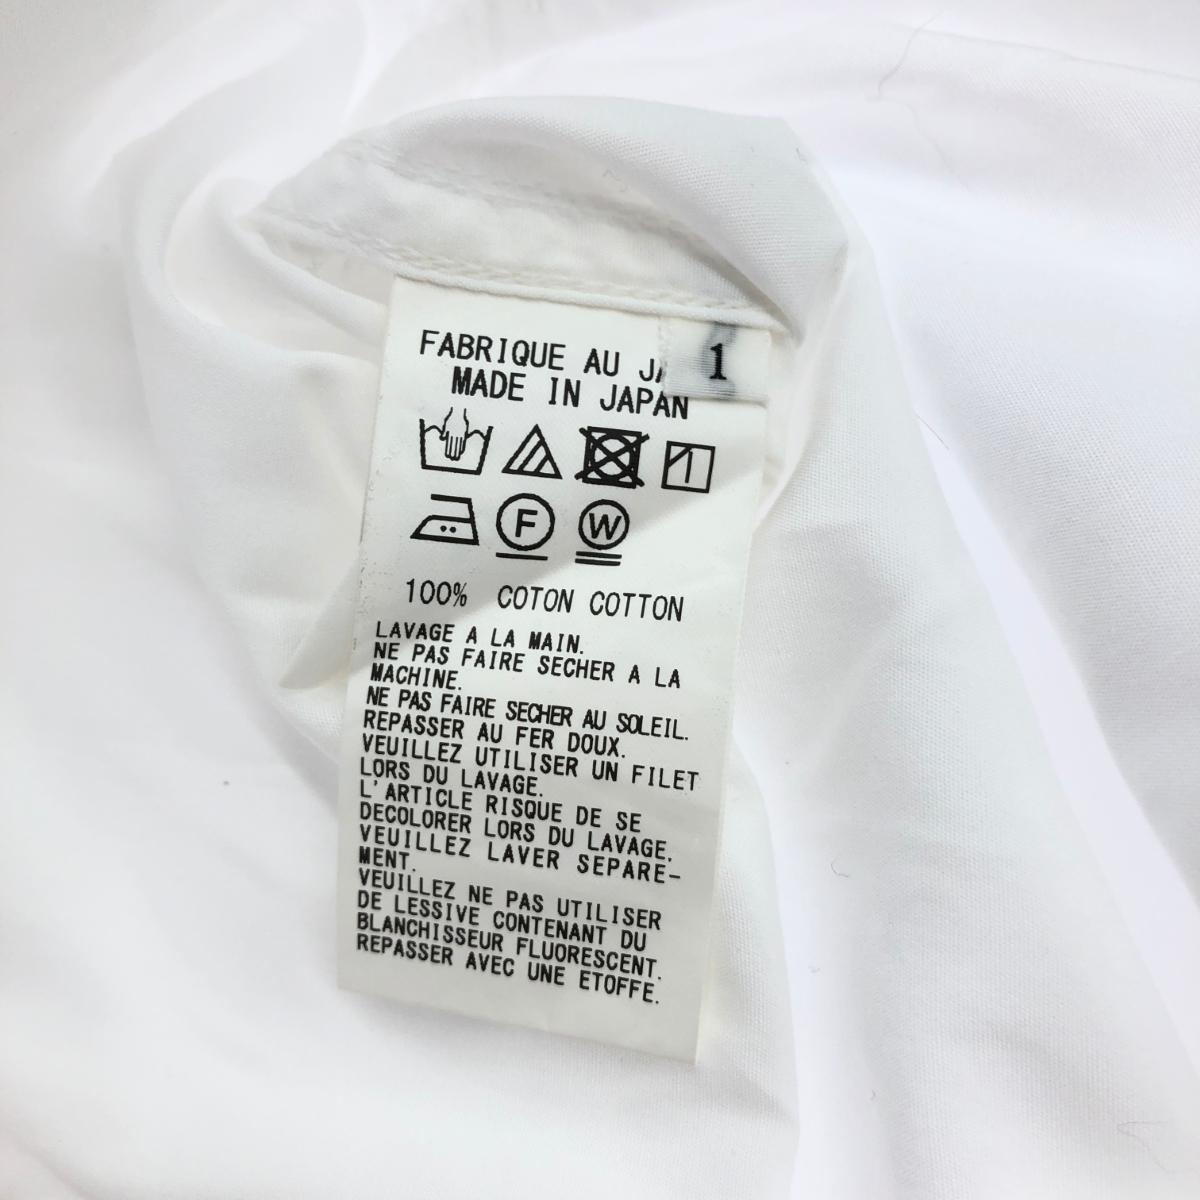 FABRIQUE AU
1
MADE IN JAPAN
F W
100% COTON COTTON
LAVAGE A LA MAIN.
NE PAS FAIRE SECHER A LA
MACHINE.
NE PAS FAIRE SECHER AU SOLEIL.
REPASSER AU FER DOUX.
VEUILLEZ UTILISER UN FILET
LORS DU LAVAGE.
L'ARTICLE RISQUE DE SE
DECOLORER LORS DU LAVAGE.
VEUILLEZ LAVER SEPARE-
MENT.
VEUILLEZ NE PAS UTILISER
DE LESSIVE CONTENANT DU
BLANCHISSEUR FLUORESCENT.
REPASSER AVEC UNE ETOFFE.